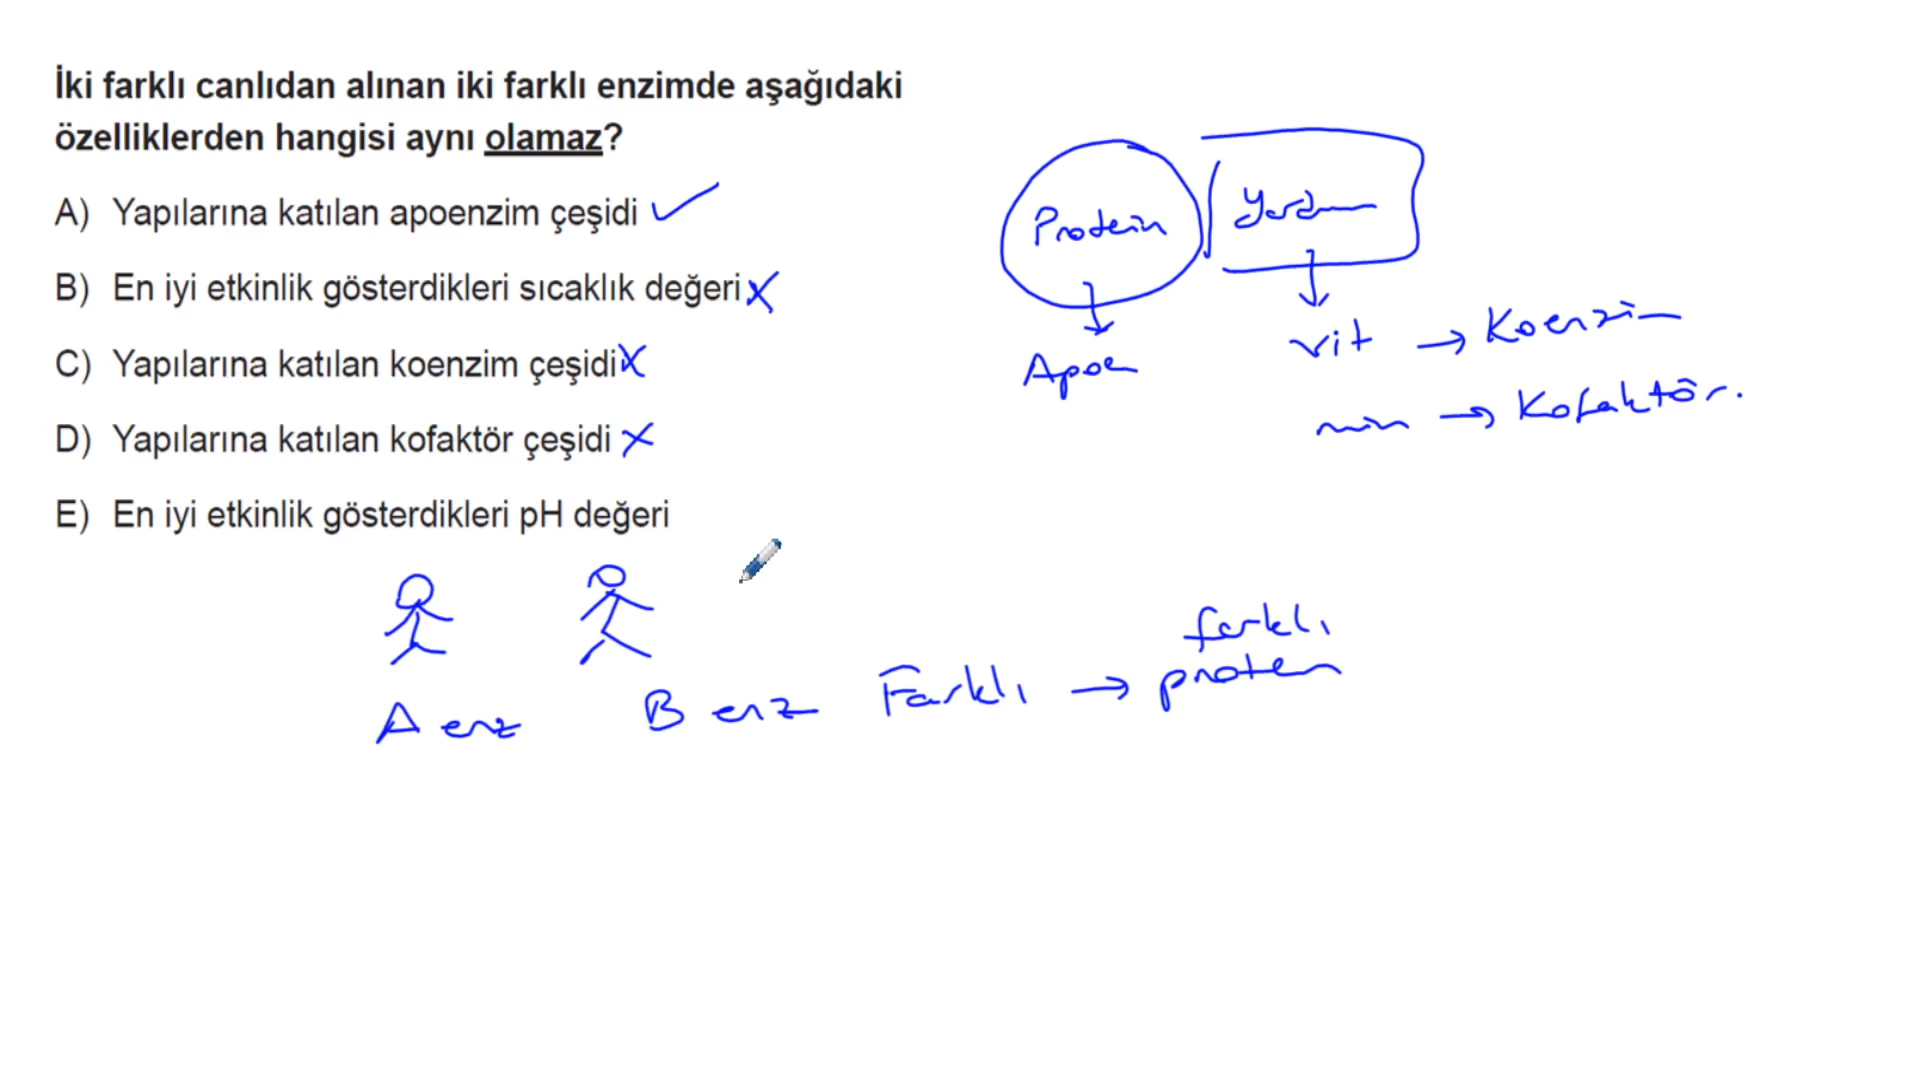 İki farklı canlıdan alınan iki farklı enzimde aşağıdaki
özelliklerden hangisi aynı olamaz?
A) Yapılarına katılan apoenzim çeşidi
B) En iyi etkinlik gösterdikleri sıcaklık değeri
C) Yapılarına katılan koenzim çeşidi
D) Yapılarına katılan kofaktör çeşidi
E) En iyi etkinlik gösterdikleri pH değeri
Protein
Apoe
vit → Koenzim
min → Kofaktör.
A enz B enz Farklı → farklı
protein